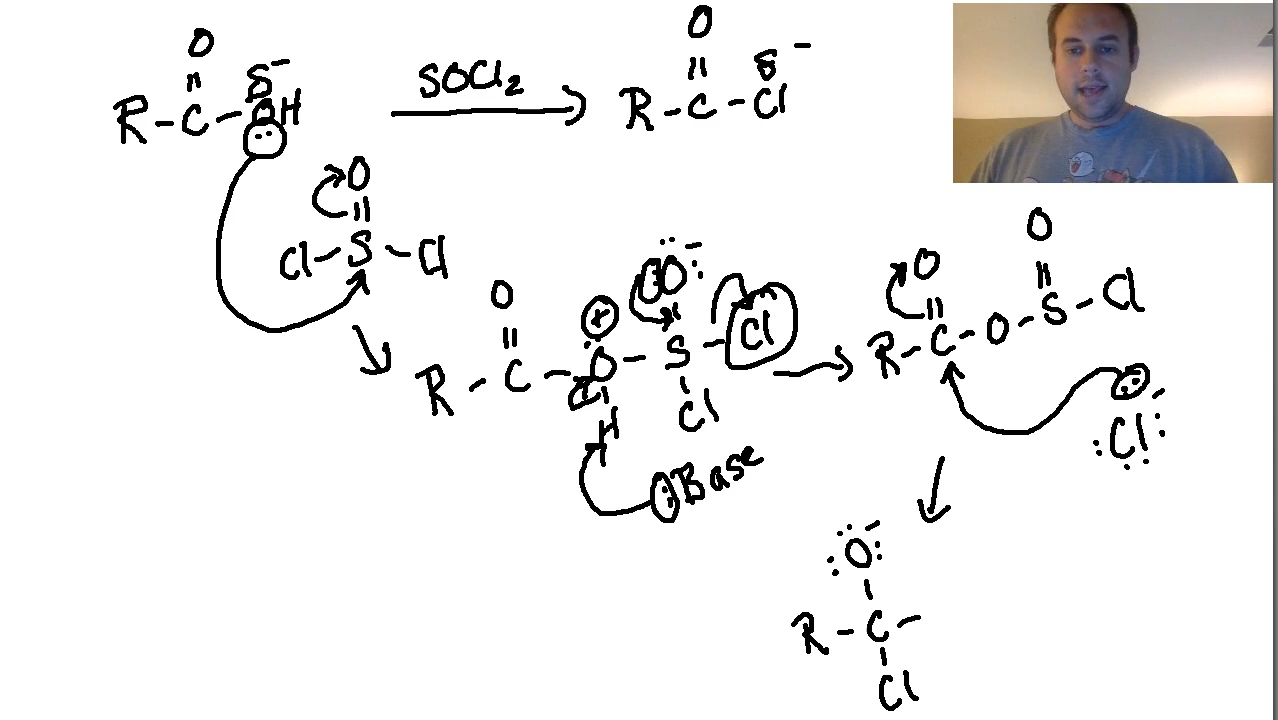 O
||
R-C-OH δ⁻
SOCl₂
O
||
R-C-Cl δ⁻
O
||
Cl-S-Cl
O
||
R-C-O-S-Cl
⊕
O⁻
H
Cl
:Base
O
||
R-C-O-S-Cl
O
||
:Cl:⁻
:O:⁻
R-C-
Cl